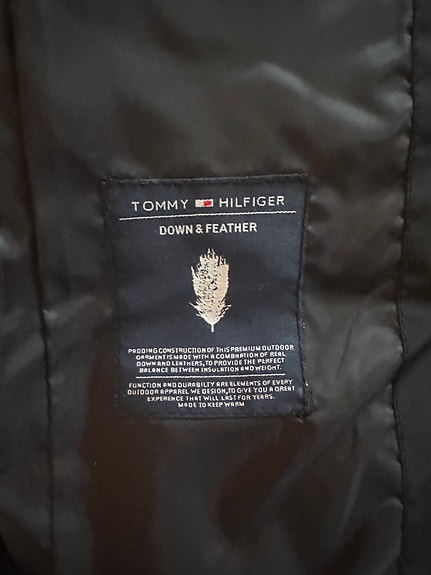 TOMMY HILFIGER
DOWN & FEATHER
PADDING CONSTRUCTION OF THIS PREMIUM OUTDOOR
GARMENT IS MADE WITH A COMBINATION OF REAL
DOWN AND LEATHERS, TO PROVIDE THE PERFECT
BALANCE BETWEEN INSULATION AND WEIGHT.
FUNCTION AND DURABILTY ARE ELEMENTS OF EVERY
OUTDOOR APPAREL WE DESIGN, TO GIVE YOU A GREAT
EXPERIENCE THAT WILL LAST FOR YEARS.
MADE TO KEEP WARM